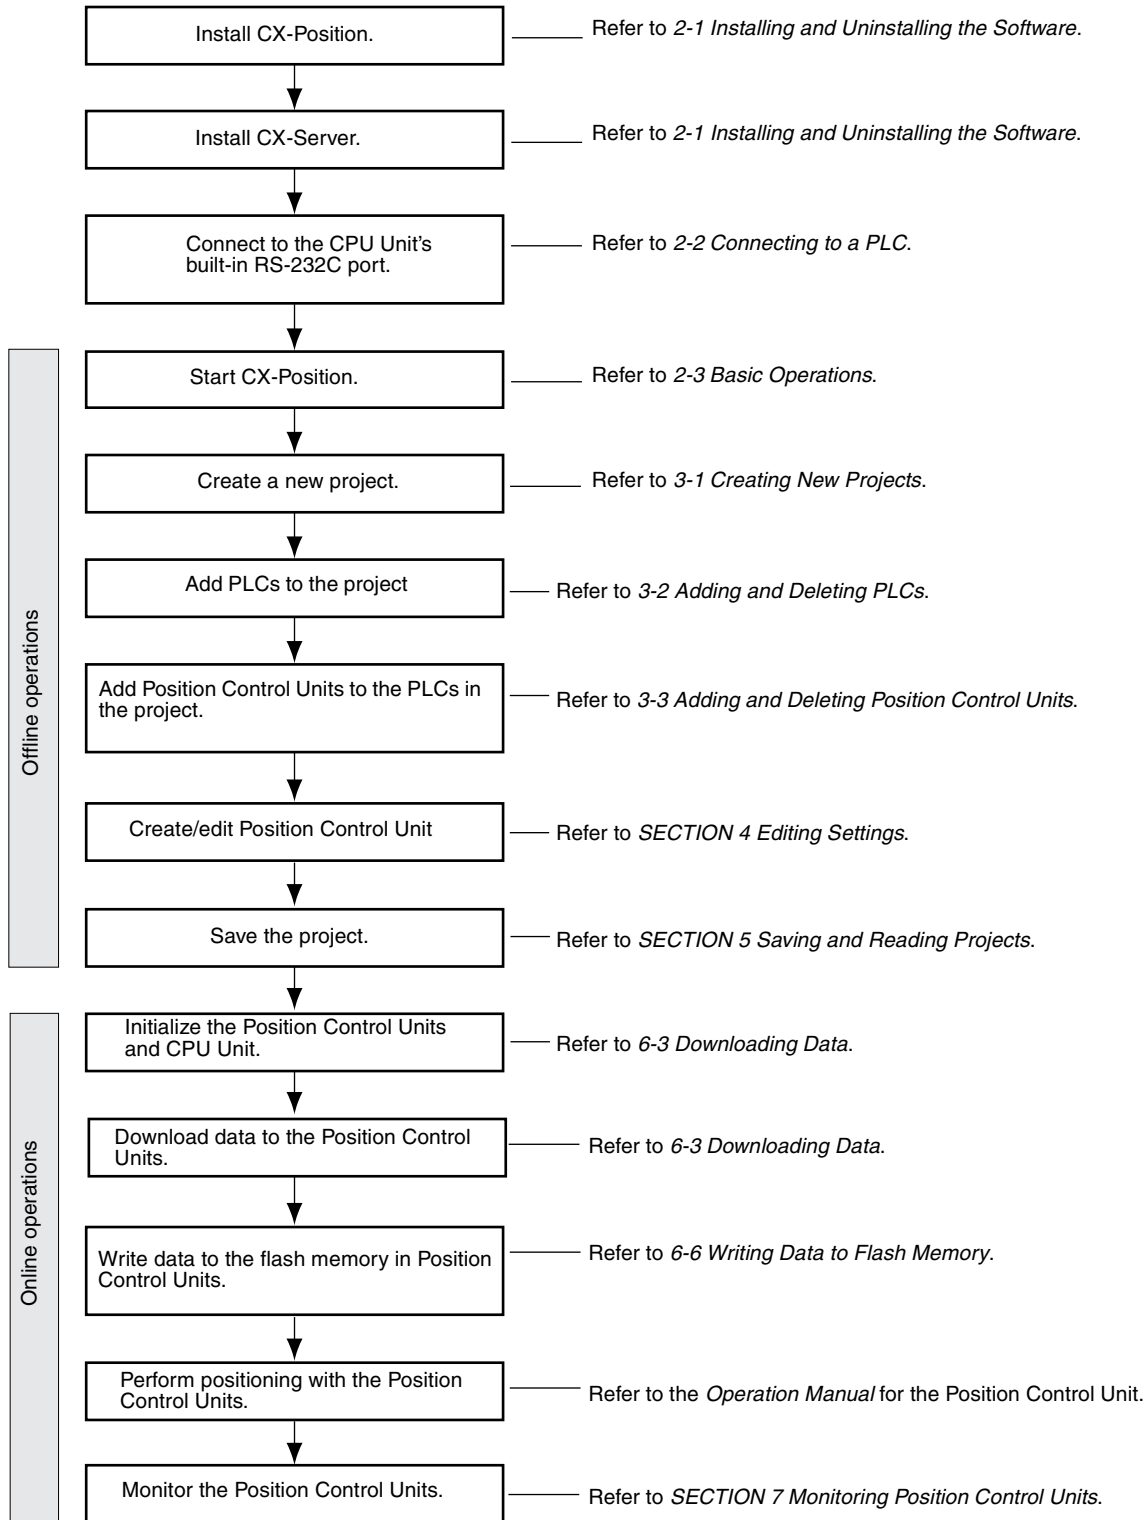 Install CX-Position.
Refer to 2-1 Installing and Uninstalling the Software.
Install CX-Server.
Refer to 2-1 Installing and Uninstalling the Software.
Connect to the CPU Unit's
built-in RS-232C port.
Refer to 2-2 Connecting to a PLC.
Offline operations
Start CX-Position.
Refer to 2-3 Basic Operations.
Create a new project.
Refer to 3-1 Creating New Projects.
Add PLCs to the project
Refer to 3-2 Adding and Deleting PLCs.
Add Position Control Units to the PLCs in
the project.
Refer to 3-3 Adding and Deleting Position Control Units.
Create/edit Position Control Unit
Refer to SECTION 4 Editing Settings.
Save the project.
Refer to SECTION 5 Saving and Reading Projects.
Online operations
Initialize the Position Control Units
and CPU Unit.
Refer to 6-3 Downloading Data.
Download data to the Position Control
Units.
Refer to 6-3 Downloading Data.
Write data to the flash memory in Position
Control Units.
Refer to 6-6 Writing Data to Flash Memory.
Perform positioning with the Position
Control Units.
Refer to the Operation Manual for the Position Control Unit.
Monitor the Position Control Units.
Refer to SECTION 7 Monitoring Position Control Units.